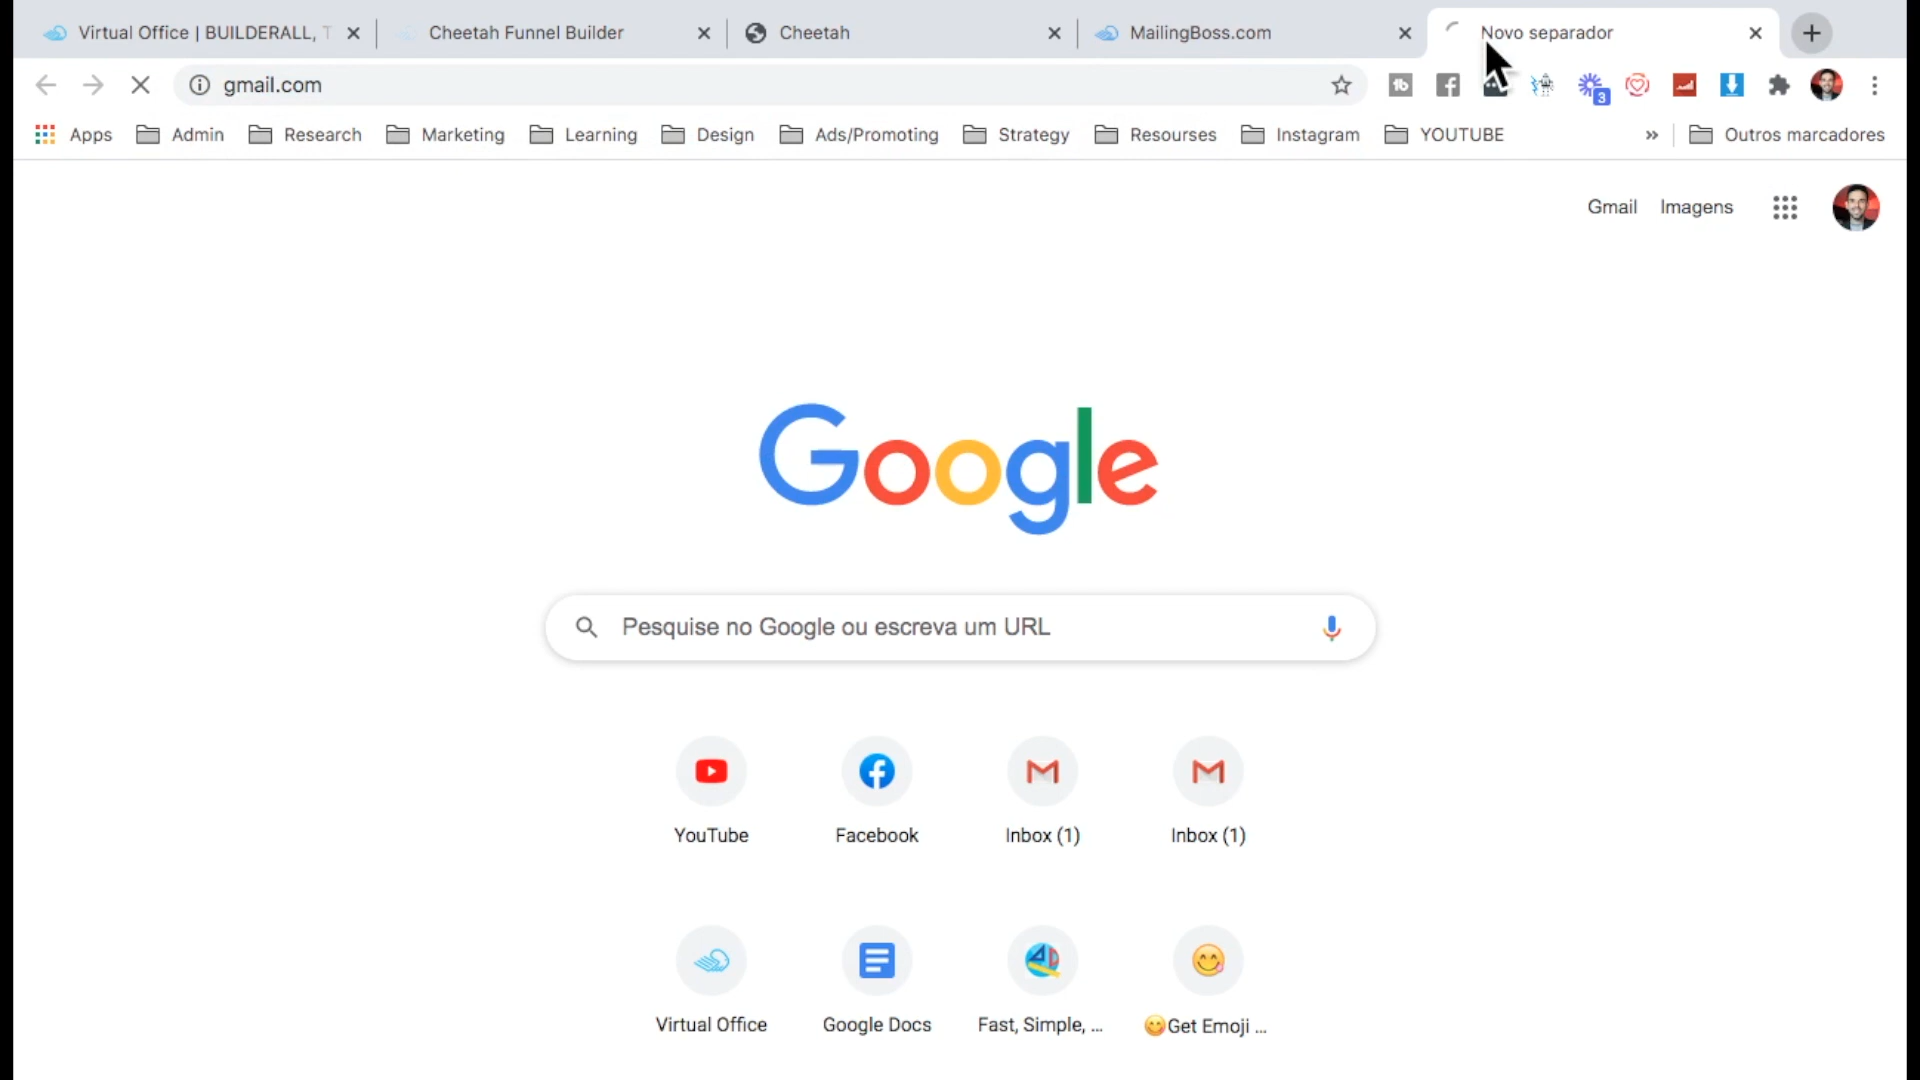 Virtual Office | BUILDERALL, T
Cheetah Funnel Builder
Cheetah
MailingBoss.com
Novo separador
gmail.com
3
Apps
Admin
Research
Marketing
Learning
Design
Ads/Promoting
Strategy
Resourses
Instagram
YOUTUBE
»
Outros marcadores
Gmail
Imagens
Google
Pesquise no Google ou escreva um URL
YouTube
Facebook
Inbox (1)
Inbox (1)
Virtual Office
Google Docs
Fast, Simple, ...
😋Get Emoji ...